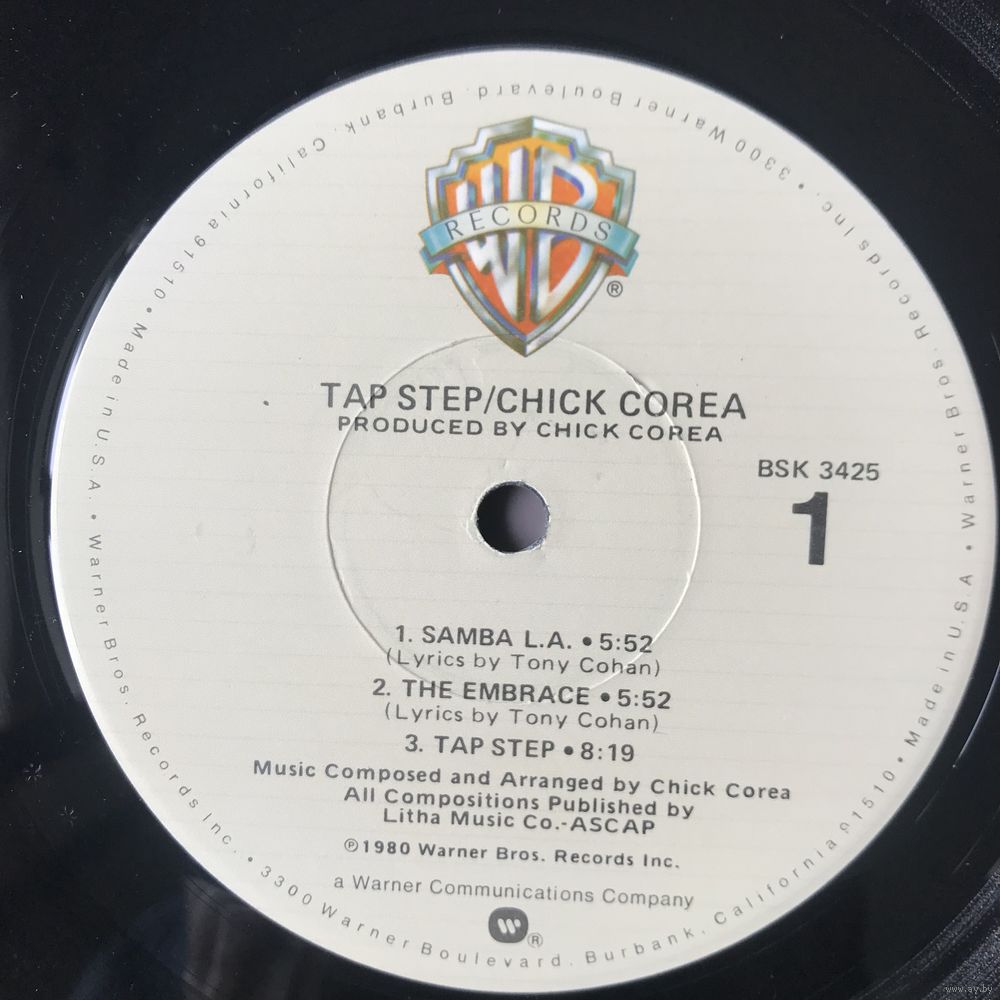 WB
RECORDS
®
TAP STEP/CHICK COREA
PRODUCED BY CHICK COREA
BSK 3425
1
1. SAMBA L.A. • 5:52
(Lyrics by Tony Cohan)
2. THE EMBRACE • 5:52
(Lyrics by Tony Cohan)
3. TAP STEP • 8:19
Music Composed and Arranged by Chick Corea
All Compositions Published by
Litha Music Co.-ASCAP
℗1980 Warner Bros. Records Inc.
a Warner Communications Company
W®
Warner Bros. Records Inc. • 3300 Warner Boulevard. Burbank. California 91510 • Made in U.S.A. • Warner Bros. Records Inc. • 3300 Warner Boulevard. Burbank. California 91510 • Made in U.S.A •
www.ay.by